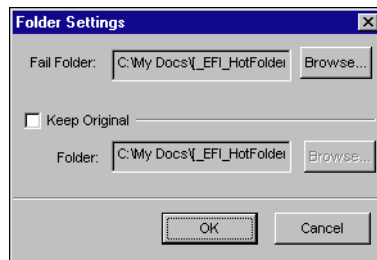 Folder Settings
Fail Folder: C:\My Docs\[_EFI_HotFolder Browse...
Keep Original
Folder: C:\My Docs\[_EFI_HotFolder Browse...
OK Cancel